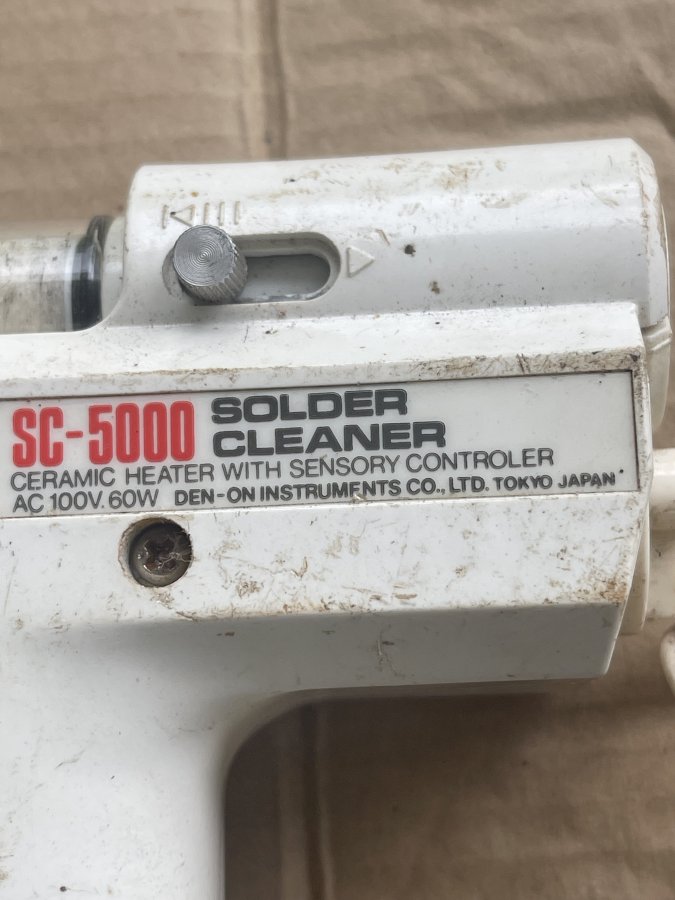 SC-5000 SOLDER
CLEANER
CERAMIC HEATER WITH SENSORY CONTROLER
AC 100V. 60W DEN-ON INSTRUMENTS CO., LTD. TOKYO JAPAN